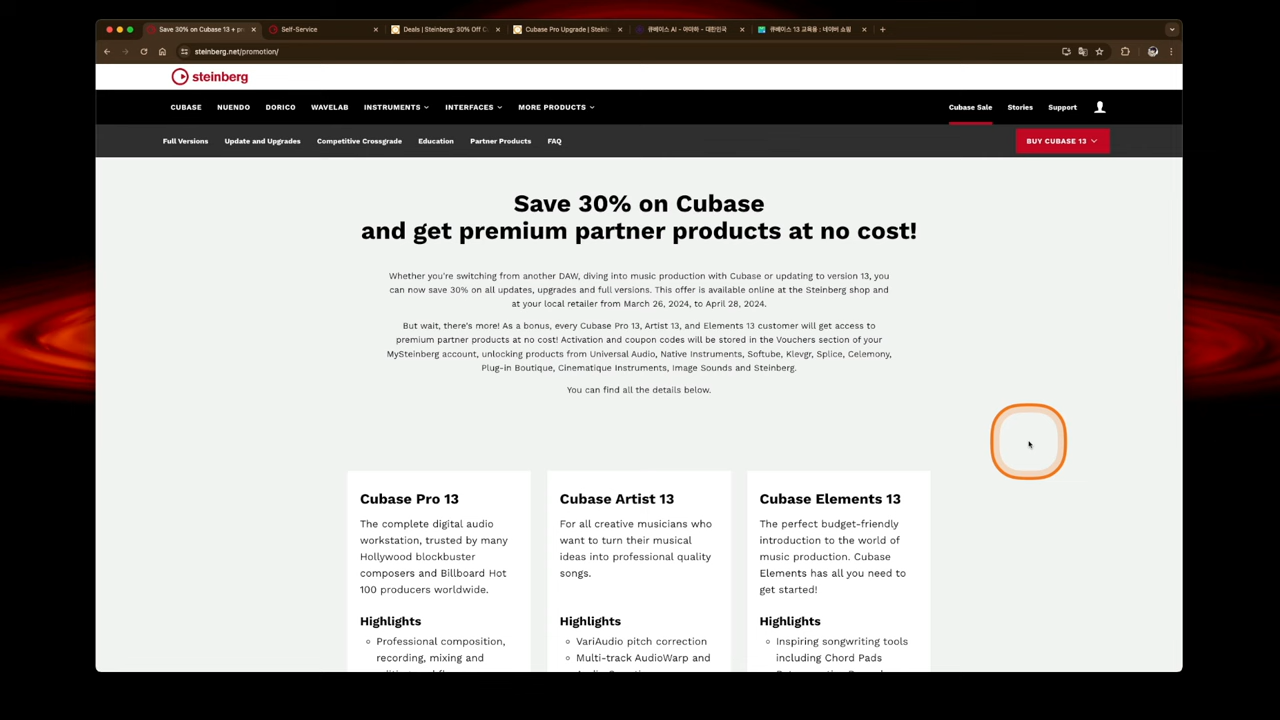 Save 30% on Cubase 13 + p
Self-Service
Deals | Steinberg: 30% Off C
Cubase Pro Upgrade | Steinb
큐베이스 AI - 아마하 - 대한민국
큐베이스 13 교육용 : 네이버 쇼핑
steinberg.net/promotion/
steinberg
CUBASE
NUENDO
DORICO
WAVELAB
INSTRUMENTS
INTERFACES
MORE PRODUCTS
Cubase Sale
Stories
Support
Full Versions
Update and Upgrades
Competitive Crossgrade
Education
Partner Products
FAQ
BUY CUBASE 13
Save 30% on Cubase
and get premium partner products at no cost!
Whether you're switching from another DAW, diving into music production with Cubase or updating to version 13, you
can now save 30% on all updates, upgrades and full versions. This offer is available online at the Steinberg shop and
at your local retailer from March 26, 2024, to April 28, 2024.
But wait, there's more! As a bonus, every Cubase Pro 13, Artist 13, and Elements 13 customer will get access to
premium partner products at no cost! Activation and coupon codes will be stored in the Vouchers section of your
MySteinberg account, unlocking products from Universal Audio, Native Instruments, Softube, Klevgr, Splice, Celemony,
Plug-in Boutique, Cinematique Instruments, Image Sounds and Steinberg.
You can find all the details below.
Cubase Pro 13
The complete digital audio
workstation, trusted by many
Hollywood blockbuster
composers and Billboard Hot
100 producers worldwide.
Highlights
Professional composition,
recording, mixing and
Cubase Artist 13
For all creative musicians who
want to turn their musical
ideas into professional quality
songs.
Highlights
VariAudio pitch correction
Multi-track AudioWarp and
Cubase Elements 13
The perfect budget-friendly
introduction to the world of
music production. Cubase
Elements has all you need to
get started!
Highlights
Inspiring songwriting tools
including Chord Pads